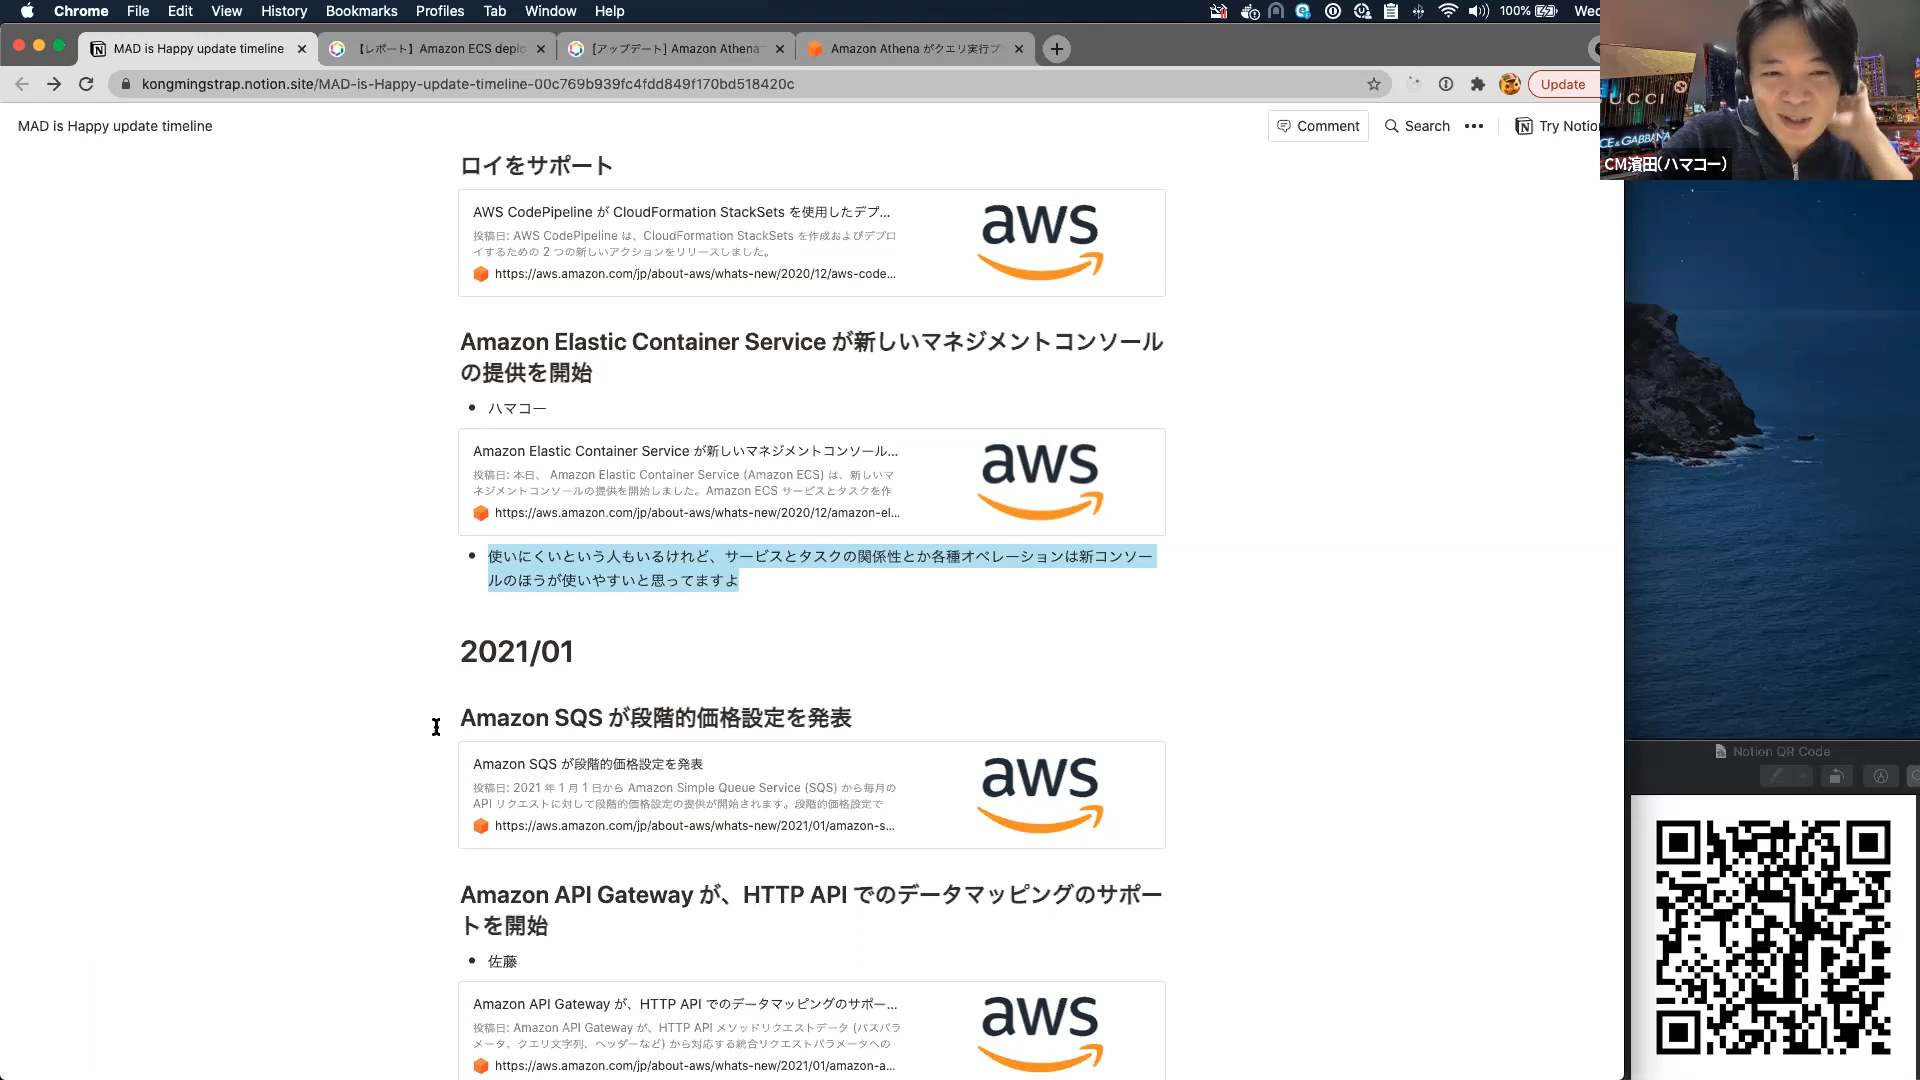 Chrome File Edit View History Bookmarks Profiles Tab Window Help
100%
MAD is Happy update timeline
【レポート】Amazon ECS deplo
[アップデート] Amazon Athena
Amazon Athena がクエリ実行プ
kongmingstrap.notion.site/MAD-is-Happy-update-timeline-00c769b939fc4fdd849f170bd518420c
Update
MAD is Happy update timeline
Comment
Search
Try Notion
GUCCI
CE&GABBANA
CM濱田(ハマコー)
ロイをサポート
AWS CodePipeline が CloudFormation StackSets を使用したデプ...
投稿日: AWS CodePipeline は、CloudFormation StackSets を作成およびデプロ
イするための 2 つの新しいアクションをリリースしました。
https://aws.amazon.com/jp/about-aws/whats-new/2020/12/aws-code...
aws
Amazon Elastic Container Service が新しいマネジメントコンソール
の提供を開始
• ハマコー
Amazon Elastic Container Service が新しいマネジメントコンソール...
投稿日: 本日、 Amazon Elastic Container Service (Amazon ECS) は、新しいマ
ネジメントコンソールの提供を開始しました。Amazon ECS サービスとタスクを作
https://aws.amazon.com/jp/about-aws/whats-new/2020/12/amazon-el...
aws
• 使いにくいという人もいるけれど、サービスとタスクの関係性とか各種オペレーションは新コンソー
ルのほうが使いやすいと思ってますよ
2021/01
Amazon SQS が段階的価格設定を発表
Amazon SQS が段階的価格設定を発表
投稿日: 2021 年 1 月 1 日から Amazon Simple Queue Service (SQS) から毎月の
API リクエストに対して段階的価格設定の提供が開始されます。段階的価格設定で
https://aws.amazon.com/jp/about-aws/whats-new/2021/01/amazon-s...
aws
Notion QR Code
Amazon API Gateway が、HTTP API でのデータマッピングのサポー
トを開始
• 佐藤
Amazon API Gateway が、HTTP API でのデータマッピングのサポー...
投稿日: Amazon API Gateway が、HTTP API メソッドリクエストデータ (パスパラ
メータ、クエリ文字列、ヘッダーなど) から対応する統合リクエストパラメータへの
https://aws.amazon.com/jp/about-aws/whats-new/2021/01/amazon-a...
aws